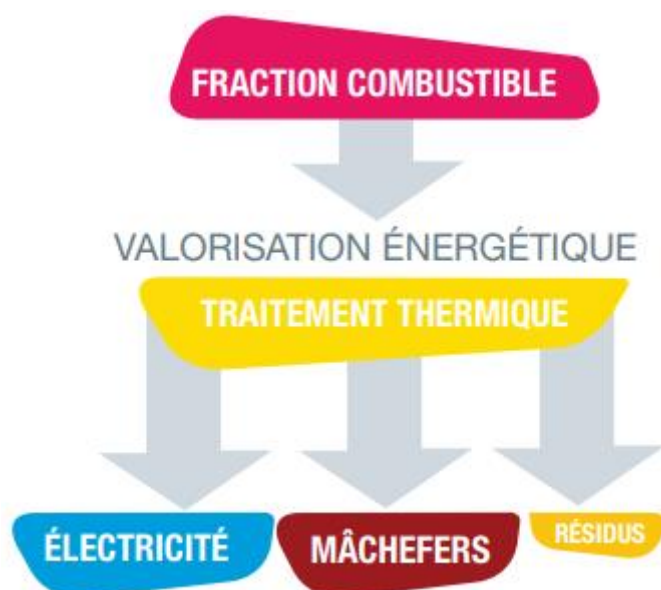 FRACTION COMBUSTIBLE
VALORISATION ÉNERGÉTIQUE
TRAITEMENT THERMIQUE
ÉLECTRICITÉ
MÂCHEFERS
RÉSIDUS